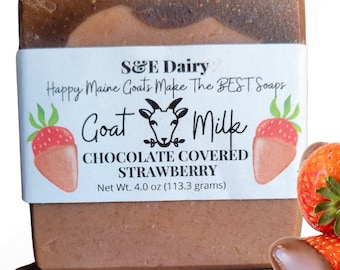 S&E Dairy
Happy Maine Goats Make The BEST Soaps
Goat Milk
CHOCOLATE COVERED
STRAWBERRY
Net Wt. 4.0 oz (113.3 grams)